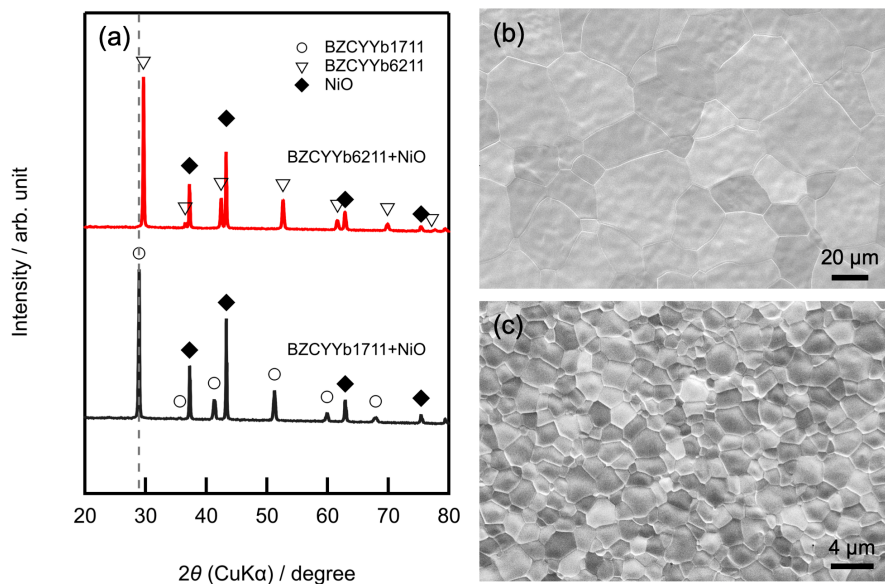 (a)
BZCYYb1711
BZCYYb6211
NiO
BZCYYb6211+NiO
BZCYYb1711+NiO
Intensity / arb. unit
20 30 40 50 60 70 80
2θ (CuKα) / degree
(b)
20 µm
(c)
4 µm